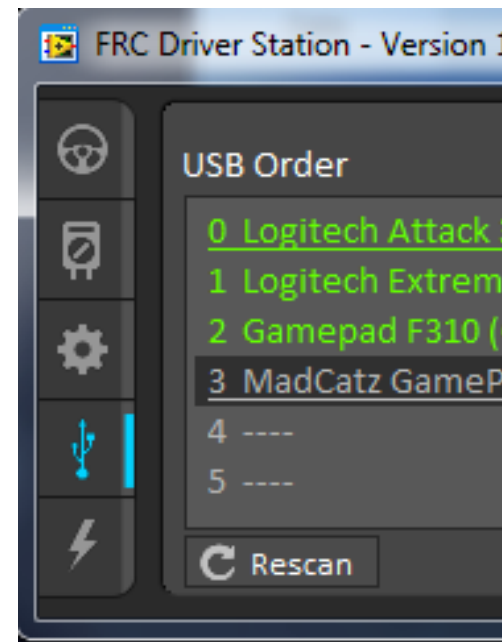 FRC Driver Station - Version
USB Order
0 Logitech Attack
1 Logitech Extrem
2 Gamepad F310 (
3 MadCatz GameP
4 ----
5 ----
Rescan